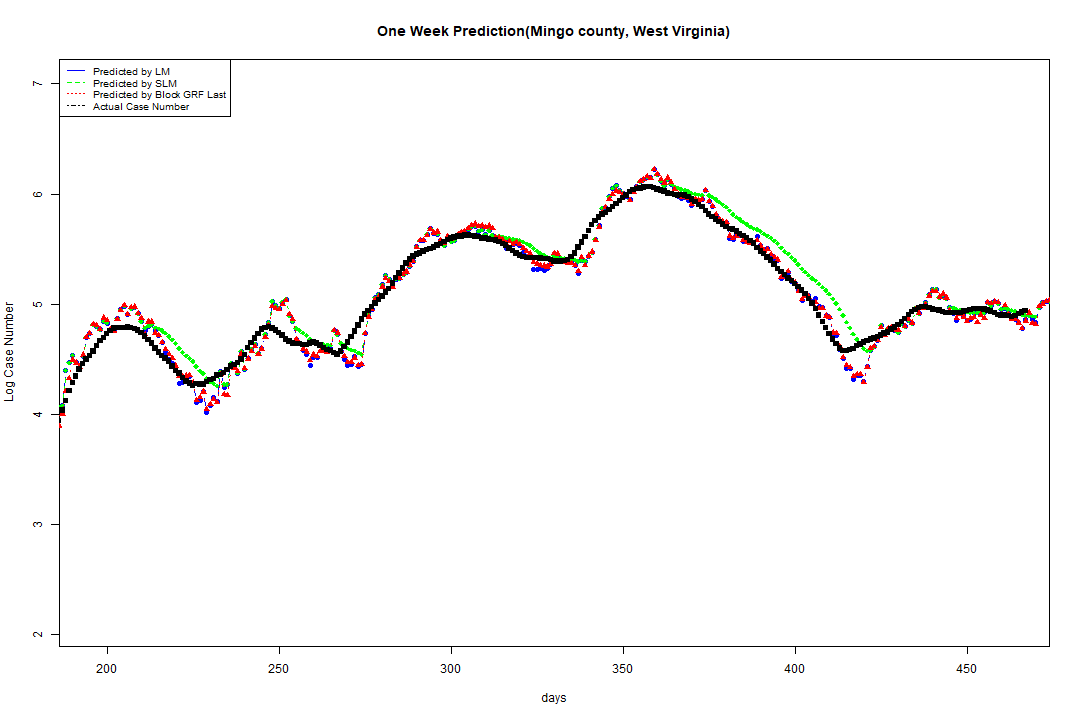 One Week Prediction(Mingo county, West Virginia)
Predicted by LM
Predicted by SLM
Predicted by Block GRF Last
Actual Case Number
7
6
5
4
3
2
Log Case Number
200 250 300 350 400 450
days